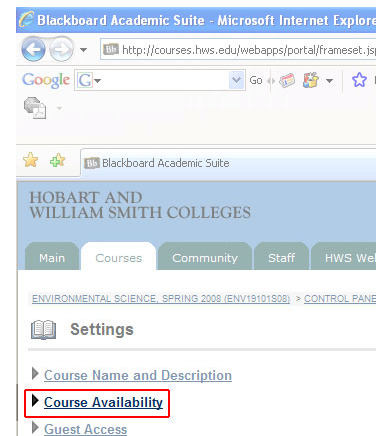 Blackboard Academic Suite - Microsoft Internet Explore
http://courses.hws.edu/webapps/portal/frameset.jsp
Google G Go
Blackboard Academic Suite
HOBART AND
WILLIAM SMITH COLLEGES
Main Courses Community Staff HWS Web
ENVIRONMENTAL SCIENCE, SPRING 2008 (ENV19101S08) > CONTROL PANE
Settings
Course Name and Description
Course Availability
Guest Access